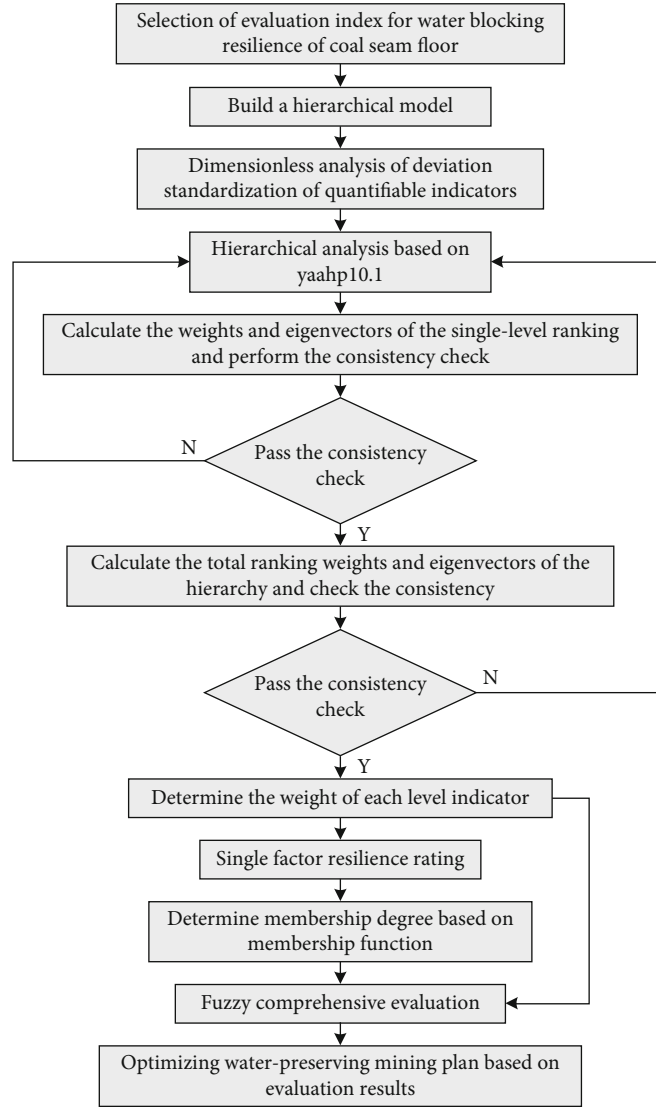 Selection of evaluation index for water blocking
resilience of coal seam floor
Build a hierarchical model
Dimensionless analysis of deviation
standardization of quantifiable indicators
Hierarchical analysis based on
yaahp10.1
Calculate the weights and eigenvectors of the single-level ranking
and perform the consistency check
N
Pass the consistency
check
Y
Calculate the total ranking weights and eigenvectors of the
hierarchy and check the consistency
Pass the consistency
check
N
Y
Determine the weight of each level indicator
Single factor resilience rating
Determine membership degree based on
membership function
Fuzzy comprehensive evaluation
Optimizing water-preserving mining plan based on
evaluation results